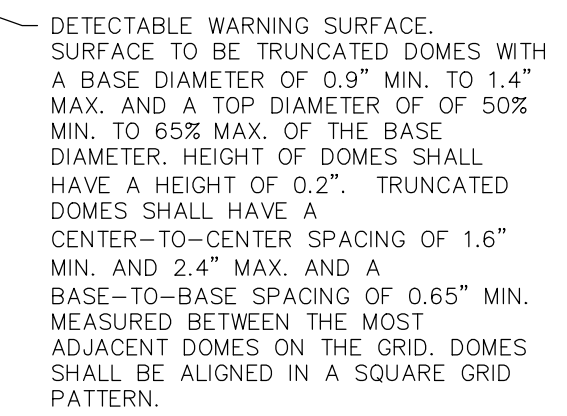 DETECTABLE WARNING SURFACE.
SURFACE TO BE TRUNCATED DOMES WITH
A BASE DIAMETER OF 0.9" MIN. TO 1.4"
MAX. AND A TOP DIAMETER OF OF 50%
MIN. TO 65% MAX. OF THE BASE
DIAMETER. HEIGHT OF DOMES SHALL
HAVE A HEIGHT OF 0.2". TRUNCATED
DOMES SHALL HAVE A
CENTER-TO-CENTER SPACING OF 1.6"
MIN. AND 2.4" MAX. AND A
BASE-TO-BASE SPACING OF 0.65" MIN.
MEASURED BETWEEN THE MOST
ADJACENT DOMES ON THE GRID. DOMES
SHALL BE ALIGNED IN A SQUARE GRID
PATTERN.